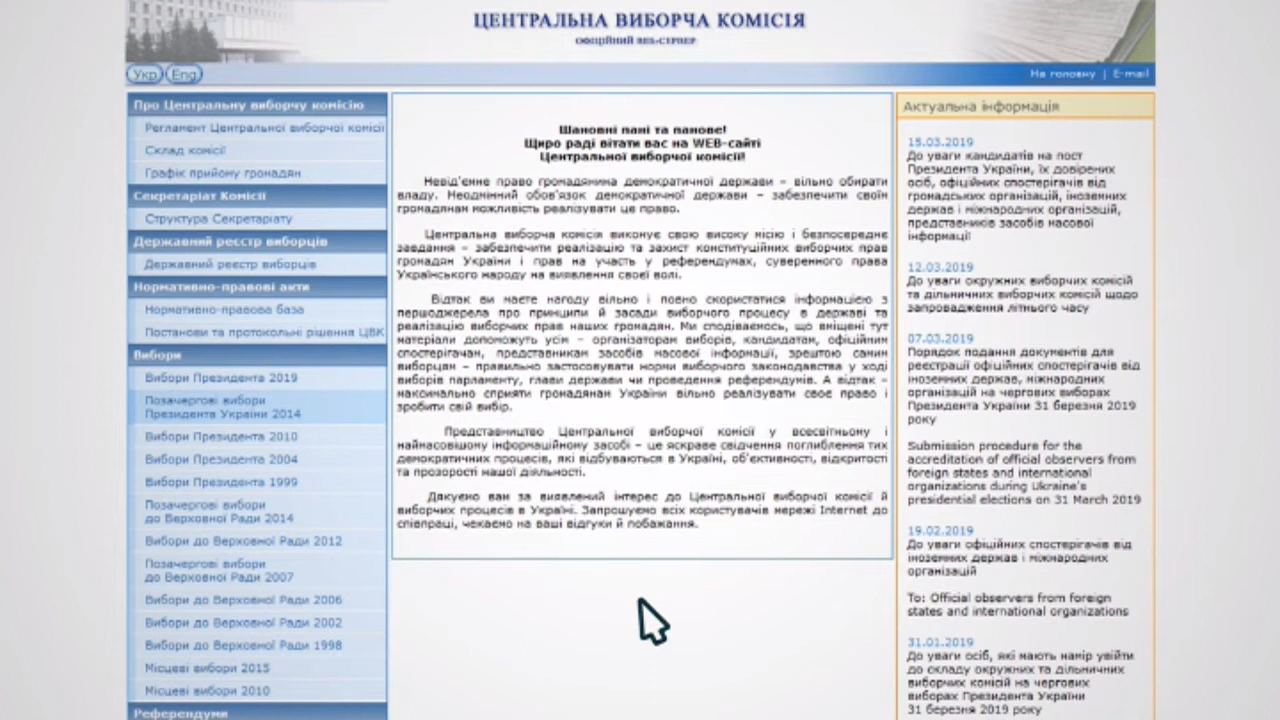 ЦЕНТРАЛЬНА ВИБОРЧА КОМІСІЯ
ОФІЦІЙНИЙ ВЕБ-СЕРВЕР
Укр Eng
На головну | E-mail
Про Центральну виборчу комісію
Регламент Центральної виборчої комісії
Склад комісії
Графік прийому громадян
Секретаріат Комісії
Структура Секретаріату
Державний реєстр виборців
Державний реєстр виборців
Нормативно-правові акти
Нормативно-правова база
Постанови та протокольні рішення ЦВК
Вибори
Вибори Президента 2019
Позачергові вибори
Президента України 2014
Вибори Президента 2010
Вибори Президента 2004
Вибори Президента 1999
Позачергові вибори
до Верховної Ради 2014
Вибори до Верховної Ради 2012
Позачергові вибори
до Верховної Ради 2007
Вибори до Верховної Ради 2006
Вибори до Верховної Ради 2002
Вибори до Верховної Ради 1998
Місцеві вибори 2015
Місцеві вибори 2010
Референдуми
Шановні пані та панове!
Щиро раді вітати вас на WEB-сайті
Центральної виборчої комісії!
Невід'ємне право громадянина демократичної держави – вільно обирати
владу. Неодмінний обов'язок демократичної держави – забезпечити своїм
громадянам можливість реалізувати це право.
Центральна виборча комісія виконує свою високу місію і безпосереднє
завдання – забезпечити реалізацію та захист конституційних виборчих прав
громадян України і прав на участь у референдумах, суверенного права
Українського народу на виявлення своєї волі.
Відтак ви маєте нагоду вільно і повно скористатися інформацією з
першоджерела про принципи й засади виборчого процесу в державі та
реалізацію виборчих прав наших громадян. Ми сподіваємось, що вміщені тут
матеріали допоможуть усім – організаторам виборів, кандидатам, офіційним
спостерігачам, представникам засобів масової інформації, зрештою самим
виборцям – правильно застосовувати норми виборчого законодавства у ході
виборів парламенту, глави держави чи проведення референдумів. А відтак –
максимально сприяти громадянам України вільно реалізувати своє право і
зробити свій вибір.
Представництво Центральної виборчої комісії у всесвітньому і
найновaсовішому інформаційному засобі – це яскраве свідчення поглиблення тих
демократичних процесів, які відбуваються в Україні, об'єктивності, відкритості
та прозорості нашої діяльності.
Дякуємо вам за виявлений інтерес до Центральної виборчої комісії й
виборчих процесів в Україні. Запрошуємо всіх користувачів мережі Internet до
співпраці, чекаємо на ваші відгуки й побажання.
Актуальна інформація
15.03.2019
До уваги кандидатів на пост
Президента України, їх довірених
осіб, офіційних спостерігачів від
громадських організацій, іноземних
держав і міжнародних організацій,
представників засобів масової
інформації
12.03.2019
До уваги окружних виборчих комісій
та дільничних виборчих комісій щодо
запровадження літнього часу
07.03.2019
Порядок подання документів для
реєстрації офіційних спостерігачів від
іноземних держав, міжнародних
організацій на чергових виборах
Президента України 31 березня 2019
року
Submission procedure for the
accreditation of official observers from
foreign states and international
organizations during Ukraine's
presidential elections on 31 March 2019
19.02.2019
До уваги офіційних спостерігачів від
іноземних держав і міжнародних
організацій
To: Official observers from foreign
states and international organizations
31.01.2019
До уваги осіб, які мають намір увійти
до складу окружних та дільничних
виборчих комісій на чергових
виборах Президента України
31 березня 2019 року